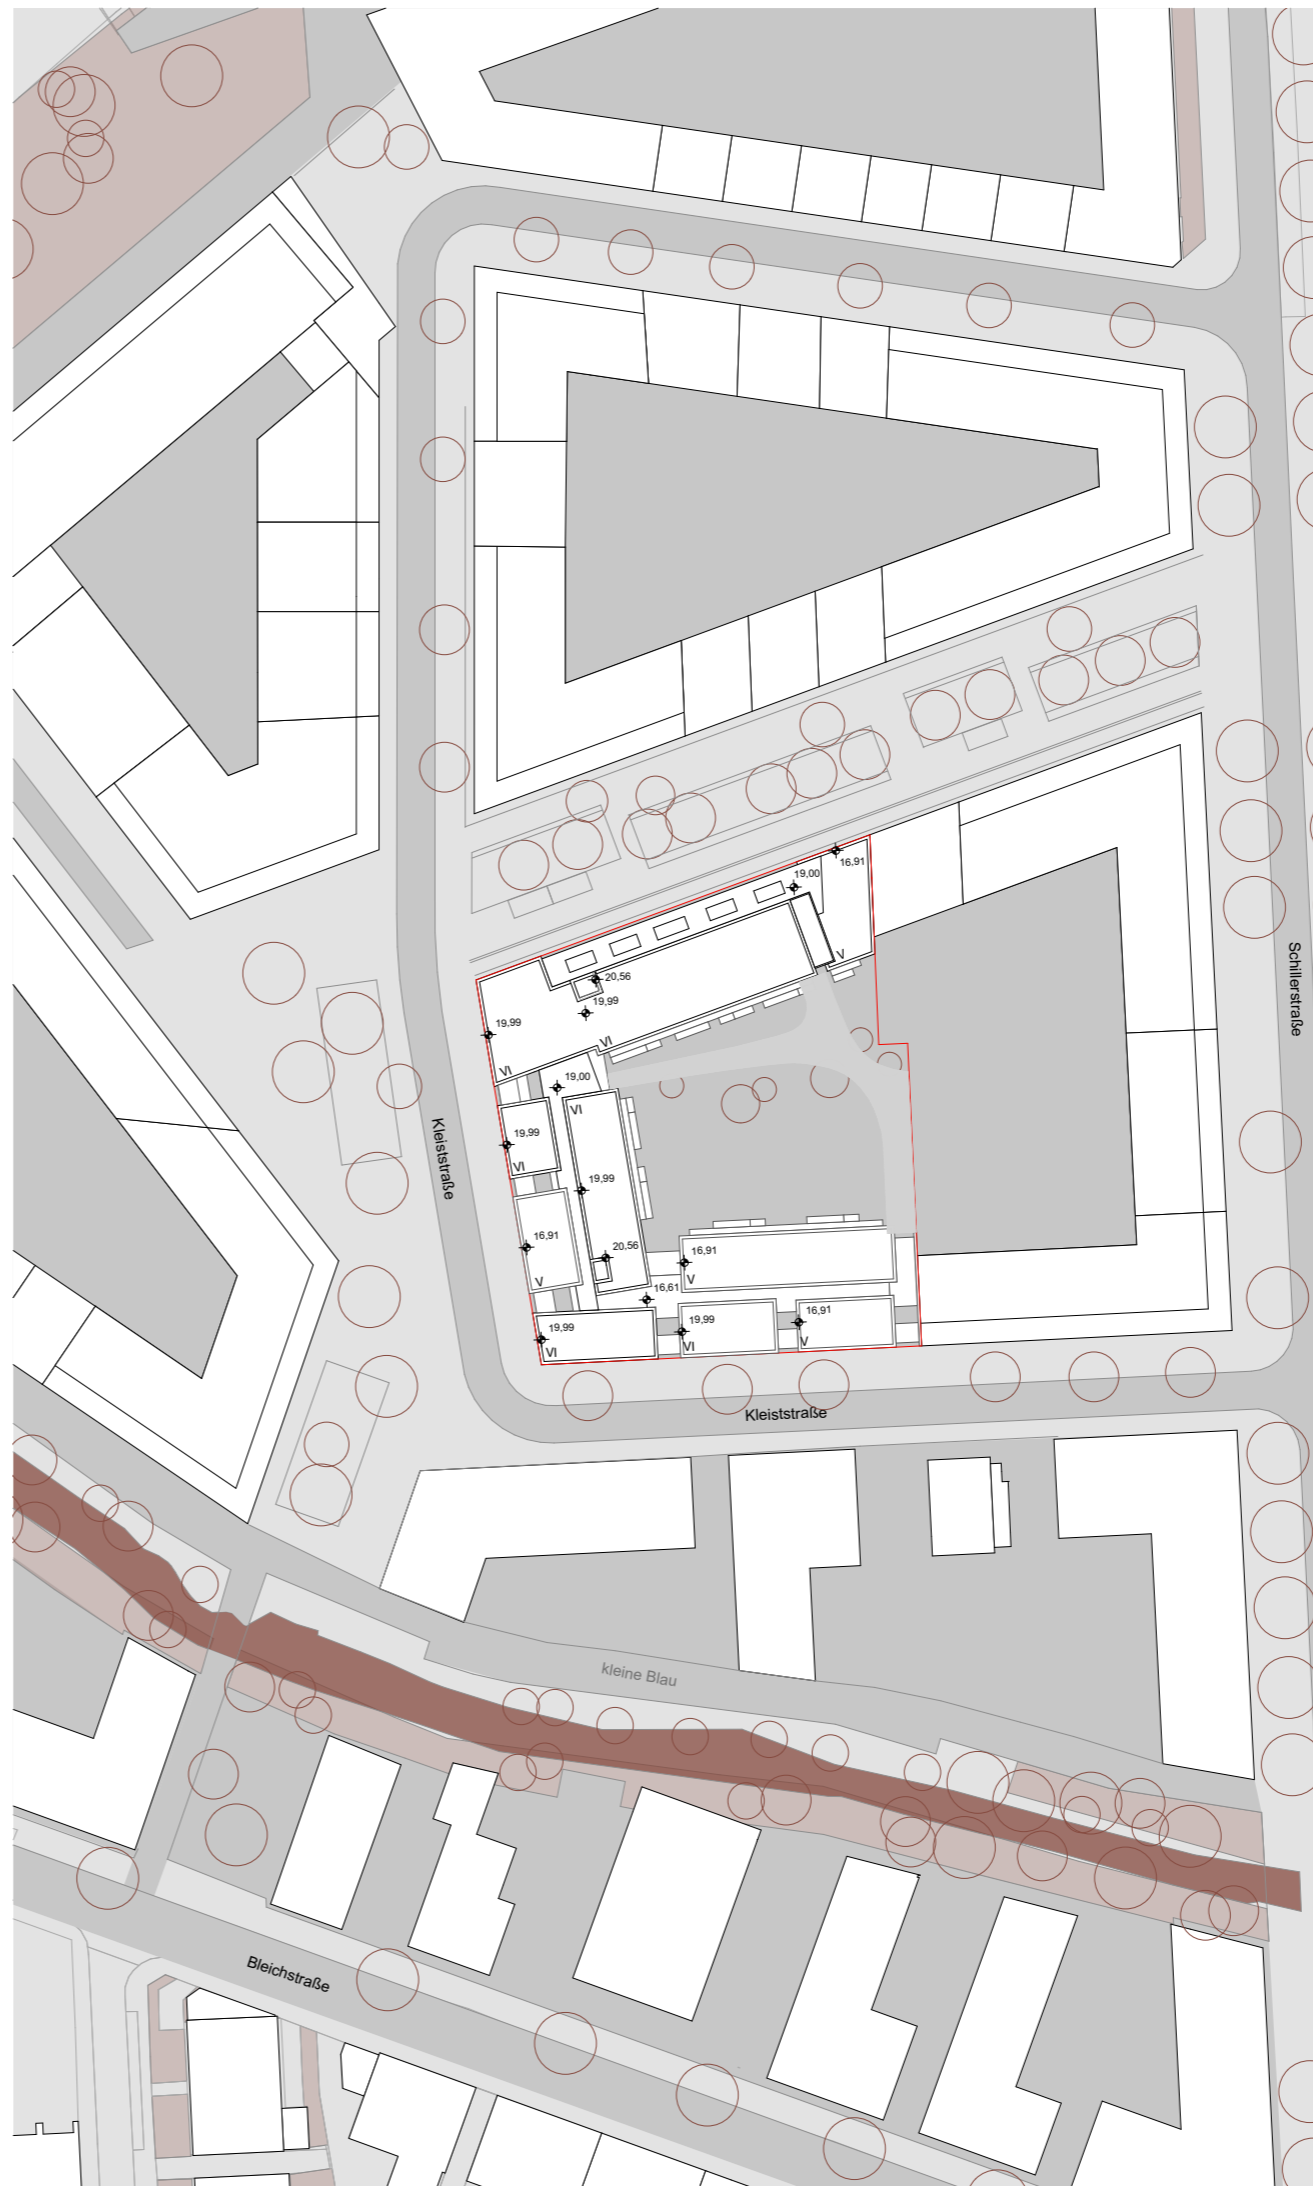 16,91
19,00
V
20,56
19,99
19,99
VI
VI
19,00
VI
19,99
VI
19,99
20,56
16,91
V
16,91
V
16,61
19,99
VI
19,99
VI
16,91
V
Schillerstraße
Kleiststraße
Kleiststraße
kleine Blau
Bleichstraße